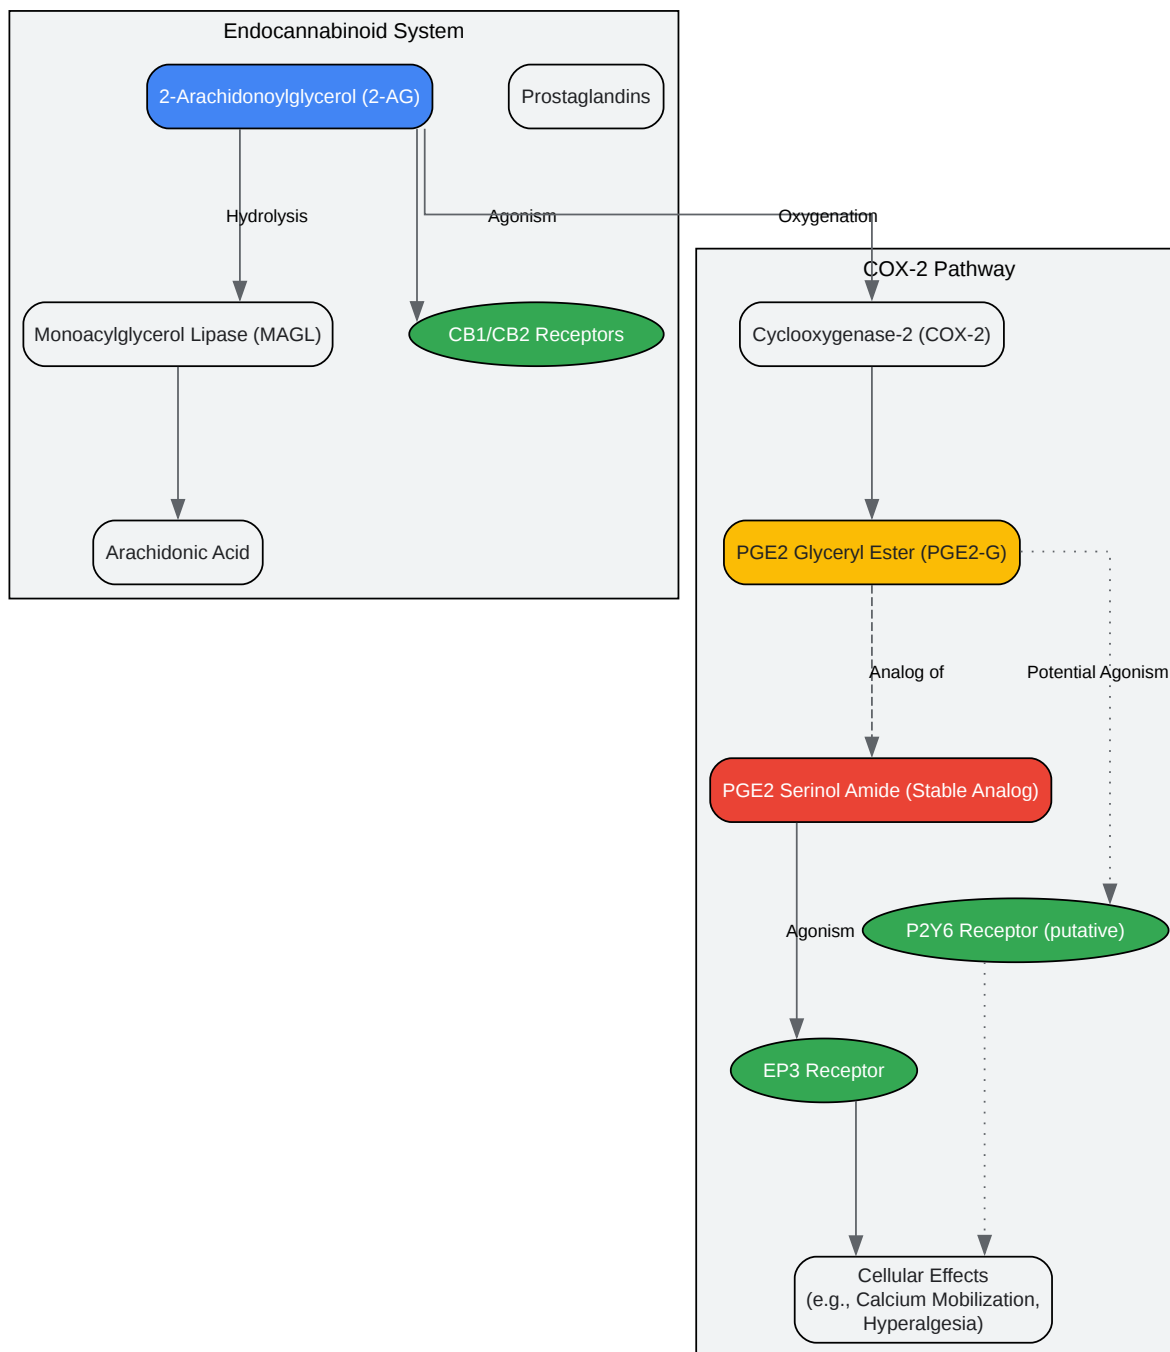 Endocannabinoid System
2-Arachidonoylglycerol (2-AG)
Prostaglandins
Hydrolysis
Agonism
Oxygenation
COX-2 Pathway
Monoacylglycerol Lipase (MAGL)
CB1/CB2 Receptors
Cyclooxygenase-2 (COX-2)
Arachidonic Acid
PGE2 Glyceryl Ester (PGE2-G)
Analog of
Potential Agonism
PGE2 Serinol Amide (Stable Analog)
Agonism
P2Y6 Receptor (putative)
EP3 Receptor
Cellular Effects
(e.g., Calcium Mobilization,
Hyperalgesia)